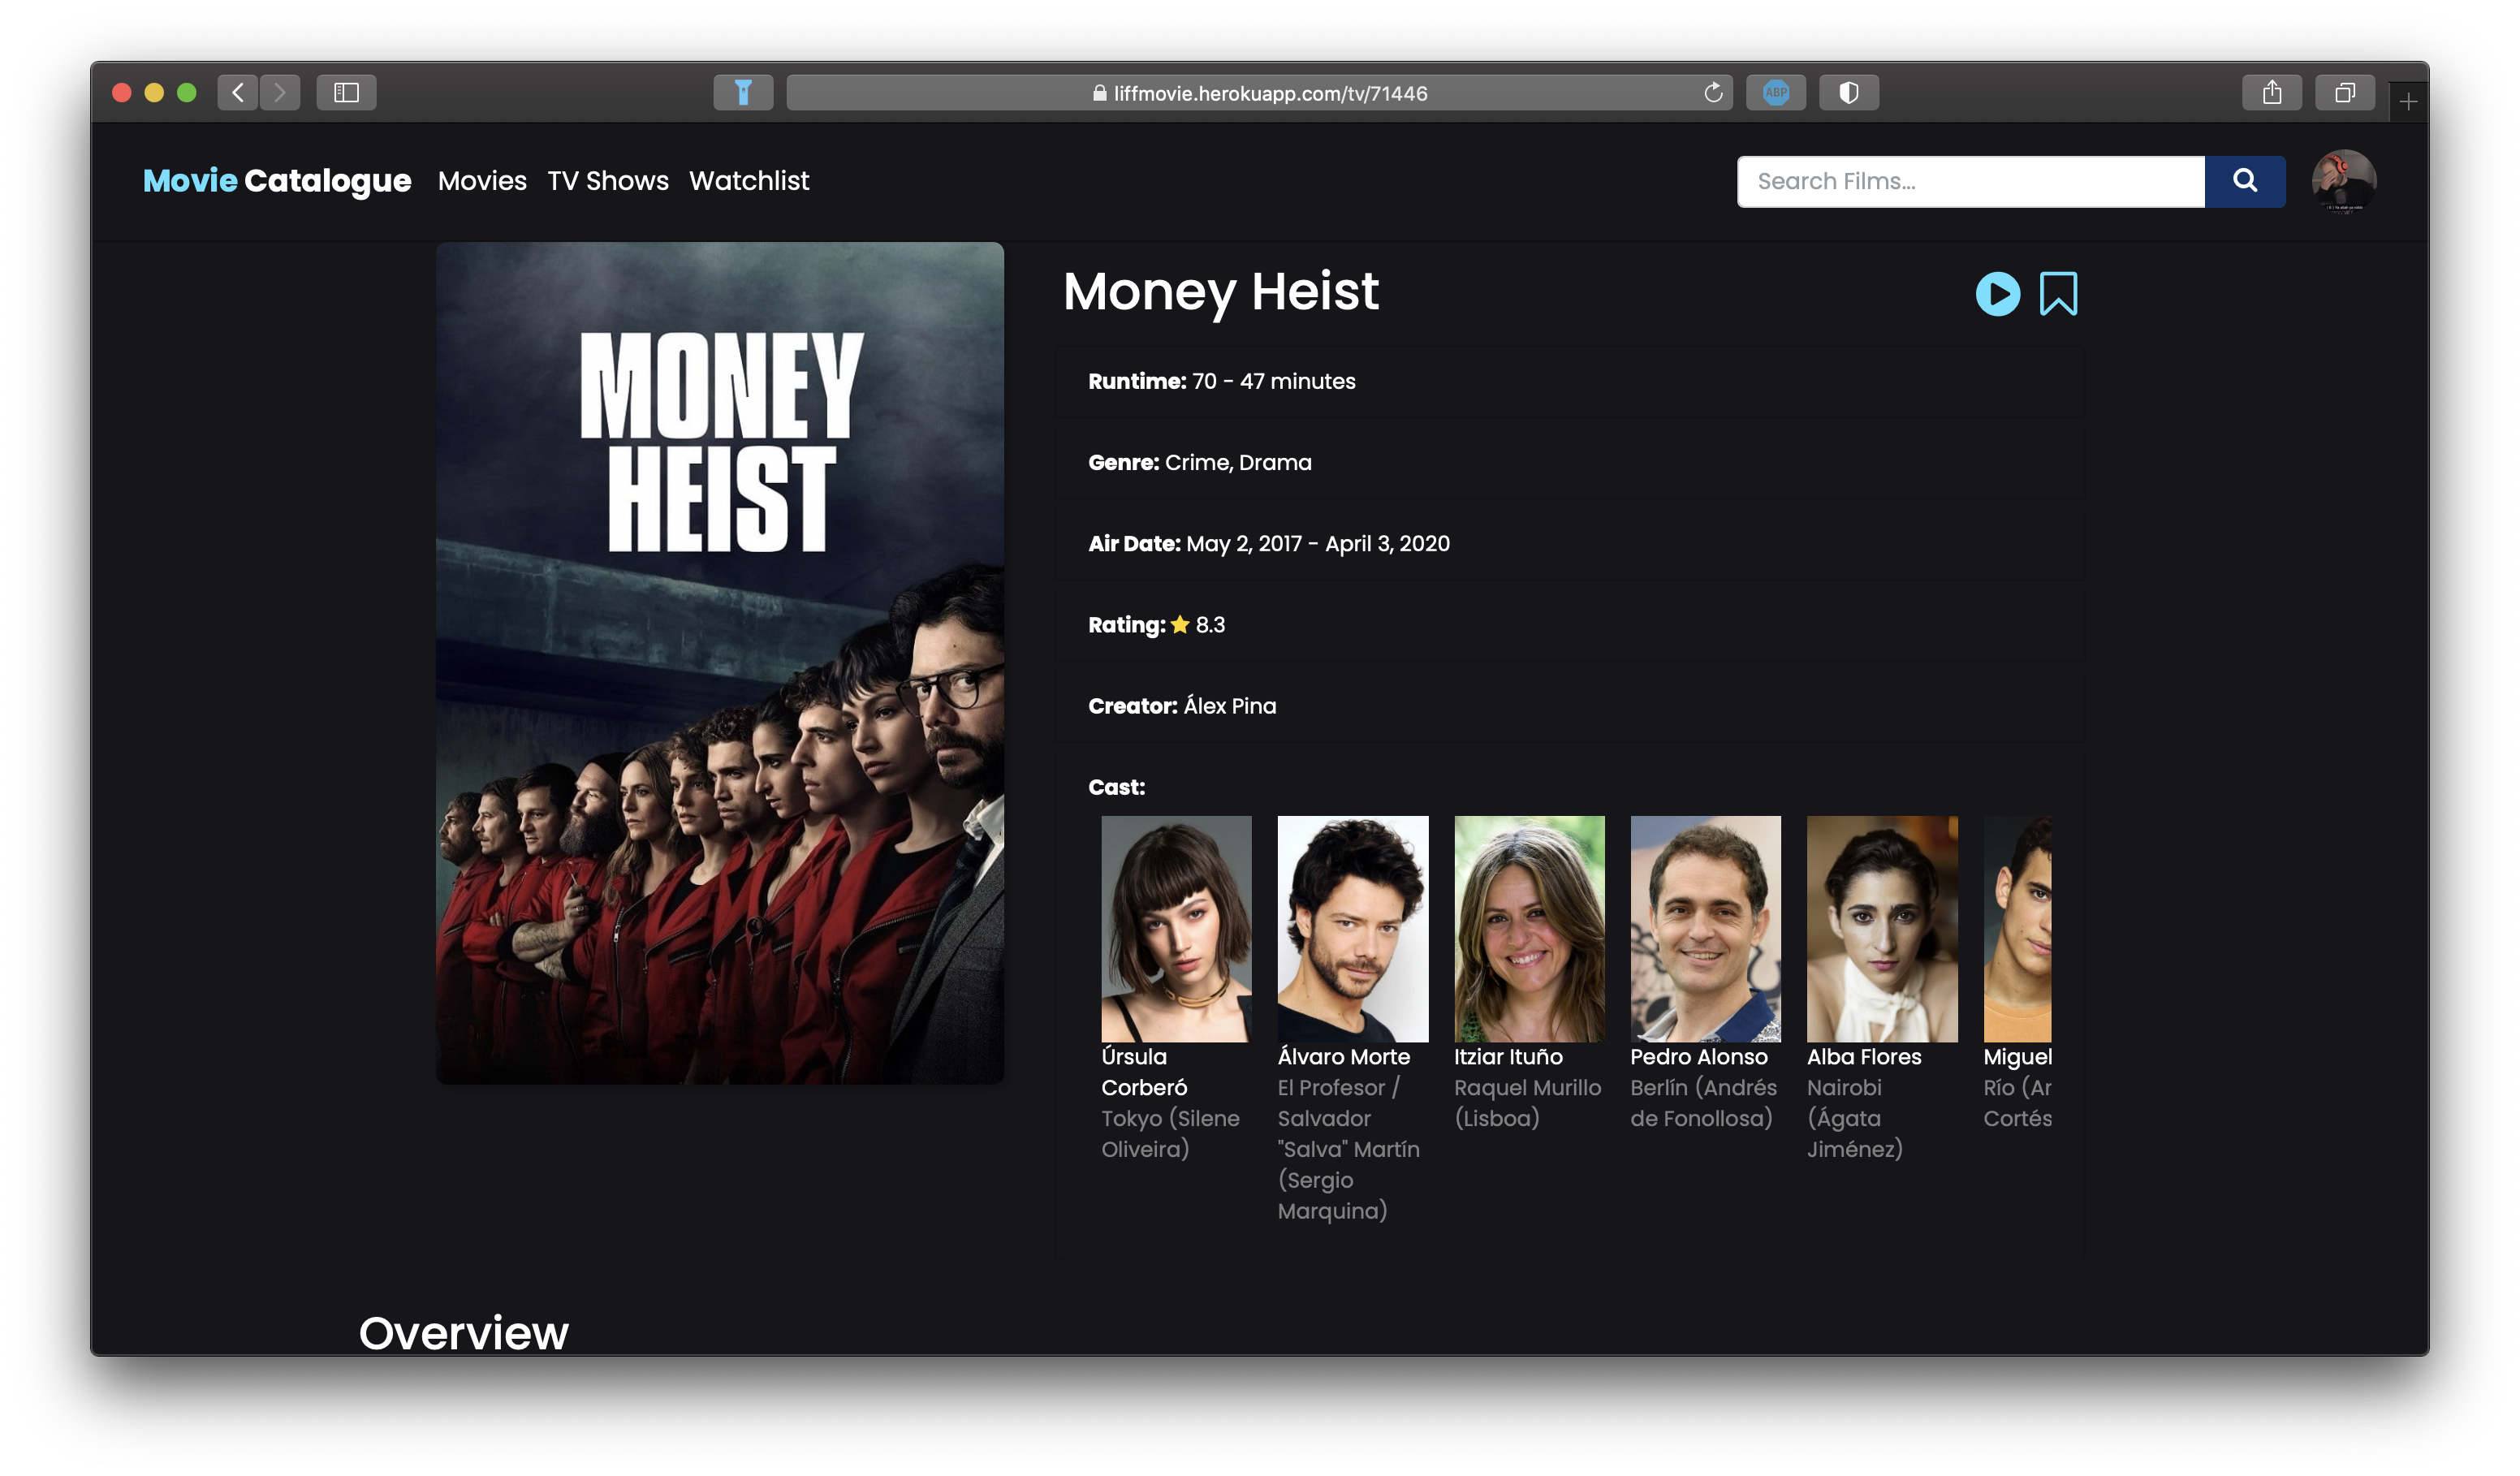 liffmovie.herokuapp.com/tv/71446
ABP
Movie Catalogue Movies TV Shows Watchlist
Search Films...
MONEY
HEIST
Money Heist
Runtime: 70 - 47 minutes
Genre: Crime, Drama
Air Date: May 2, 2017 - April 3, 2020
Rating: 8.3
Creator: Álex Pina
Cast:
Úrsula
Corberó
Tokyo (Silene
Oliveira)
Álvaro Morte
El Profesor /
Salvador
"Salva" Martín
(Sergio
Marquina)
Itziar Ituño
Raquel Murillo
(Lisboa)
Pedro Alonso
Berlín (Andrés
de Fonollosa)
Alba Flores
Nairobi
(Ágata
Jiménez)
Miguel
Río (Ar
Cortés
Overview